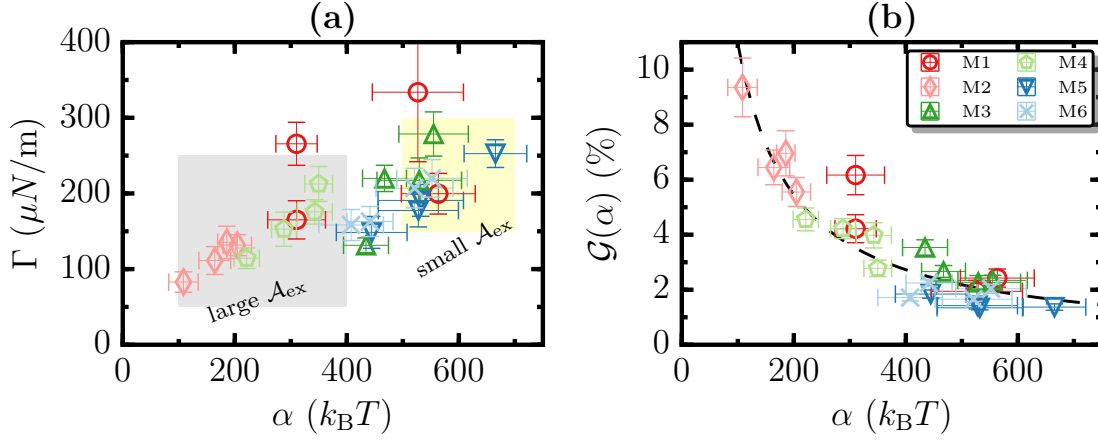 (a)
400
300
200
100
0
Γ (μN/m)
large 𝒜ex
small 𝒜ex
0 200 400 600
α (kBT)
(b)
10
8
6
4
2
0
𝒢(α) (%)
M1 M4
M2 M5
M3 M6
0 200 400 600
α (kBT)